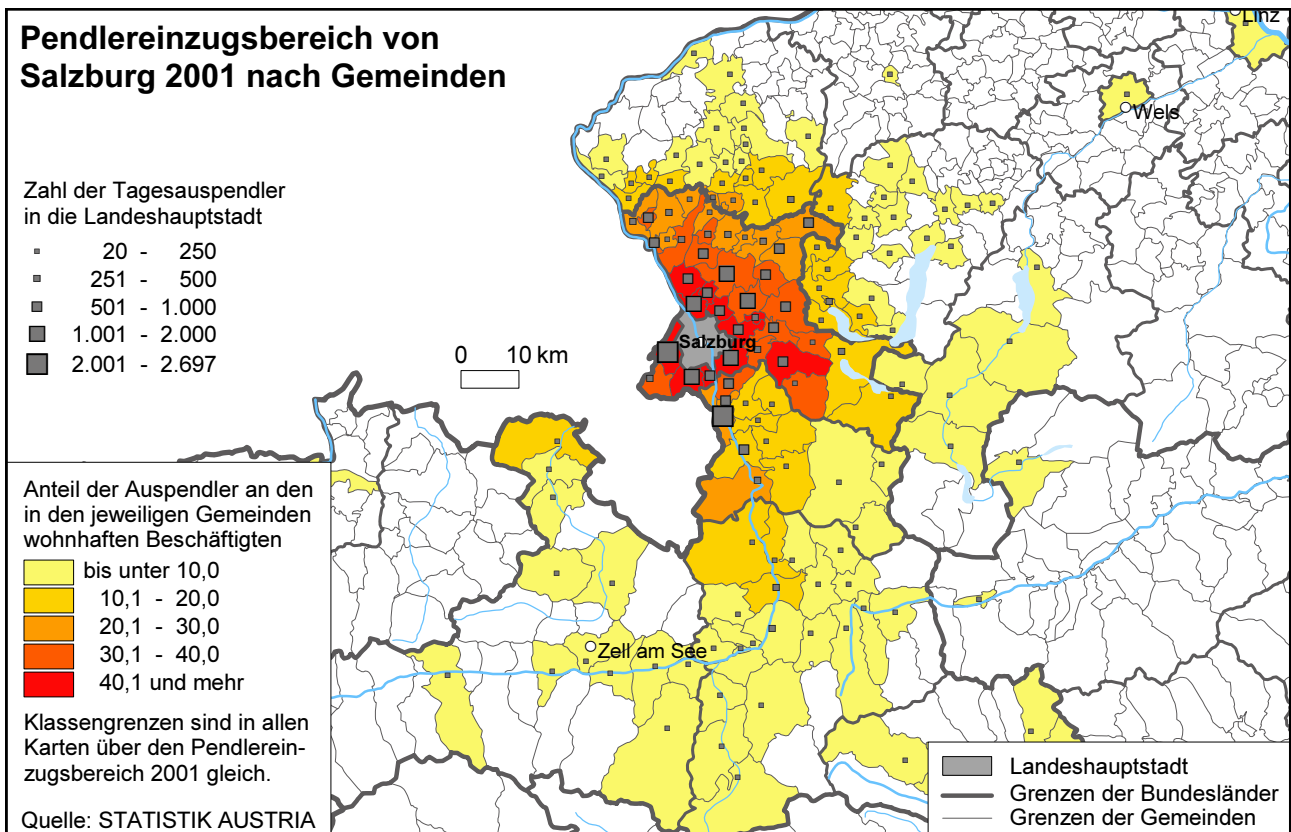 Pendlereinzugsbereich von
Salzburg 2001 nach Gemeinden
Zahl der Tagesauspendler
in die Landeshauptstadt
20 - 250
251 - 500
501 - 1.000
1.001 - 2.000
2.001 - 2.697
Linz
Wels
Salzburg
0 10 km
Zell am See
Anteil der Auspendler an den
in den jeweiligen Gemeinden
wohnhaften Beschäftigten
bis unter 10,0
10,1 - 20,0
20,1 - 30,0
30,1 - 40,0
40,1 und mehr
Klassengrenzen sind in allen
Karten über den Pendlerein-
zugsbereich 2001 gleich.
Quelle: STATISTIK AUSTRIA
Landeshauptstadt
Grenzen der Bundesländer
Grenzen der Gemeinden